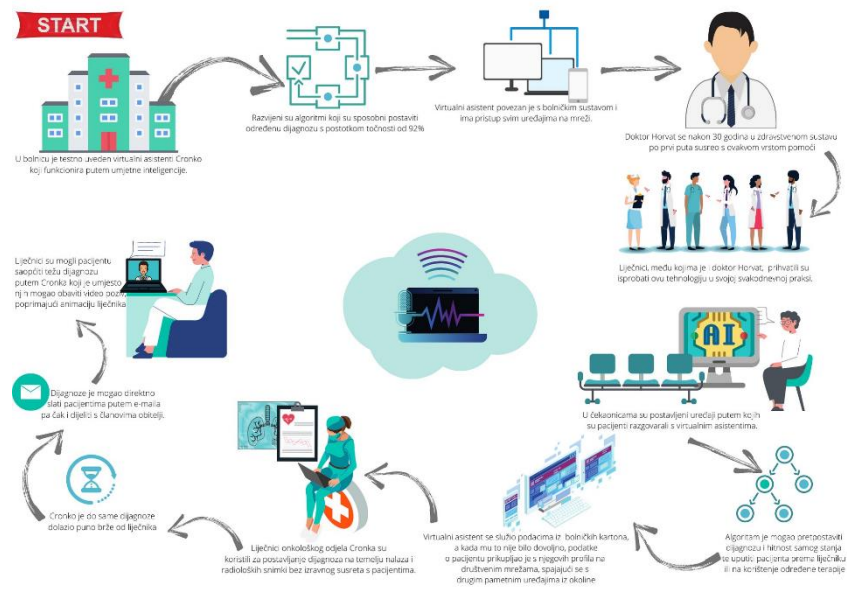 START
U bolnicu je testno uveden virtualni asistenti Cronko
koji funkcionira putem umjetne inteligencije.
Razvijeni su algoritmi koji su sposobni postaviti
određenu dijagnozu s postotkom točnosti od 92%
Virtualni asistent povezan je s bolničkim sustavom i
ima pristup svim uređajima na mreži.
Doktor Horvat se nakon 30 godina u zdravstvenom sustavu
po prvi puta susreo s ovakvom vrstom pomoći
Liječnici, među kojima je i doktor Horvat, prihvatili su
isprobati ovu tehnologiju u svojoj svakodnevnoj praksi.
AI
U čekaonicama su postavljeni uređaji putem kojih
su pacijenti razgovarali s virtualnim asistentima.
Algoritam je mogao pretpostaviti
dijagnozu i hitnost samog stanja
te uputiti pacijenta prema liječniku
ili na korištenje određene terapije
Virtualni asistent se služio podacima iz bolničkih kartona,
a kada mu to nije bilo dovoljno, podatke
o pacijentu prikupljao je s njegovih profila na
društvenim mrežama, spajajući se s
drugim pametnim uređajima iz okoline
Liječnici onkološkog odjela Cronka su
koristili za postavljanje dijagnoza na temelju nalaza i
radioloških snimki bez izravnog susreta s pacijentima.
Cronko je do same dijagnoze
dolazio puno brže od liječnika
Dijagnoze je mogao direktno
slati pacijentima putem e-maila
pa čak i dijeliti s članovima obitelji.
Liječnici su mogli pacijentu
saopćiti težu dijagnozu
putem Cronka koji je umjesto
njih mogao obaviti video poziv
poprimajući animaciju liječnika